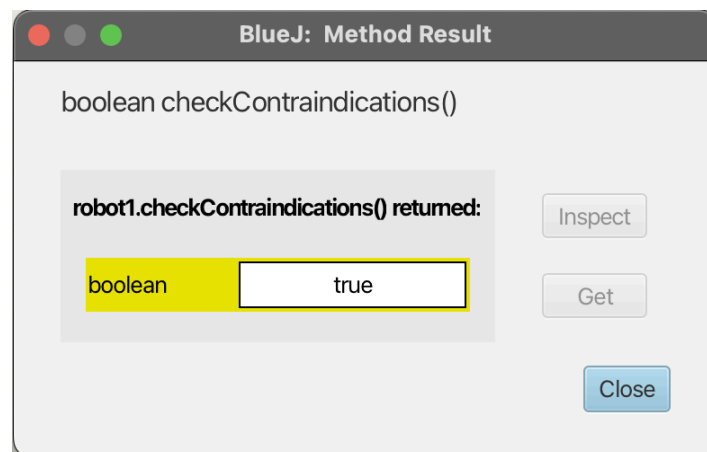 BlueJ: Method Result
boolean checkContraindications()
robot1.checkContraindications() returned:
Inspect
boolean true
Get
Close